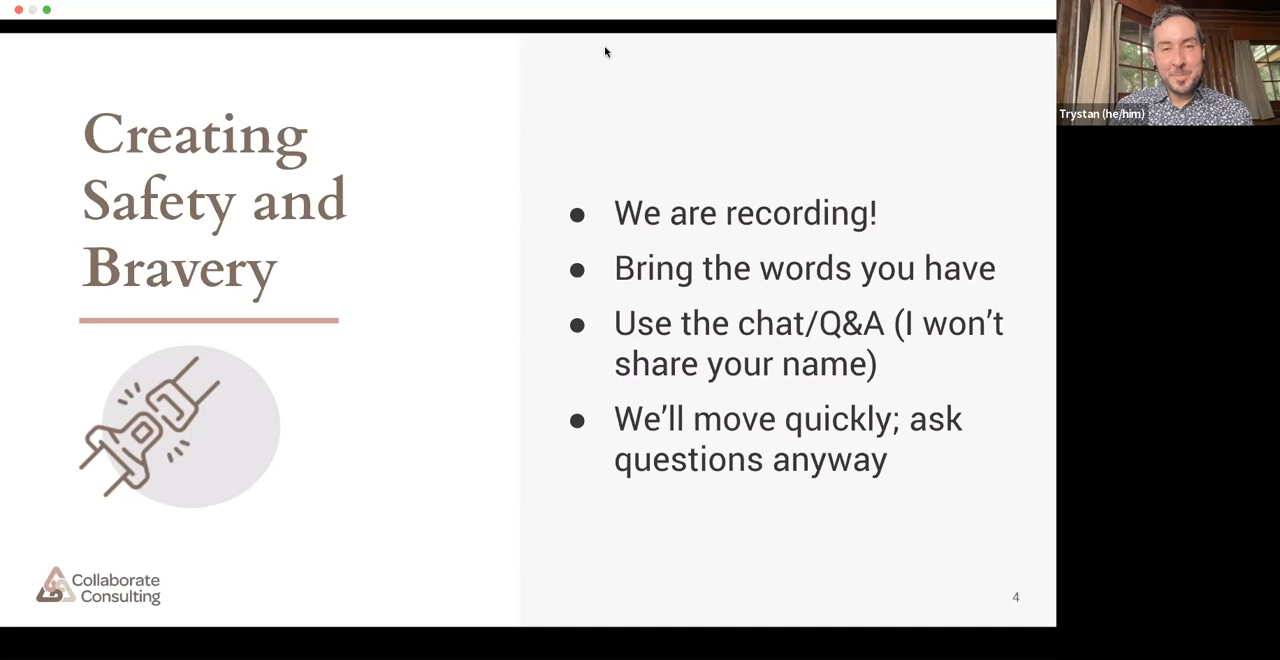 Creating
Safety and
Bravery
● We are recording!
● Bring the words you have
● Use the chat/Q&A (I won’t
share your name)
● We’ll move quickly; ask
questions anyway
Collaborate
Consulting
4
Trystan (he/him)